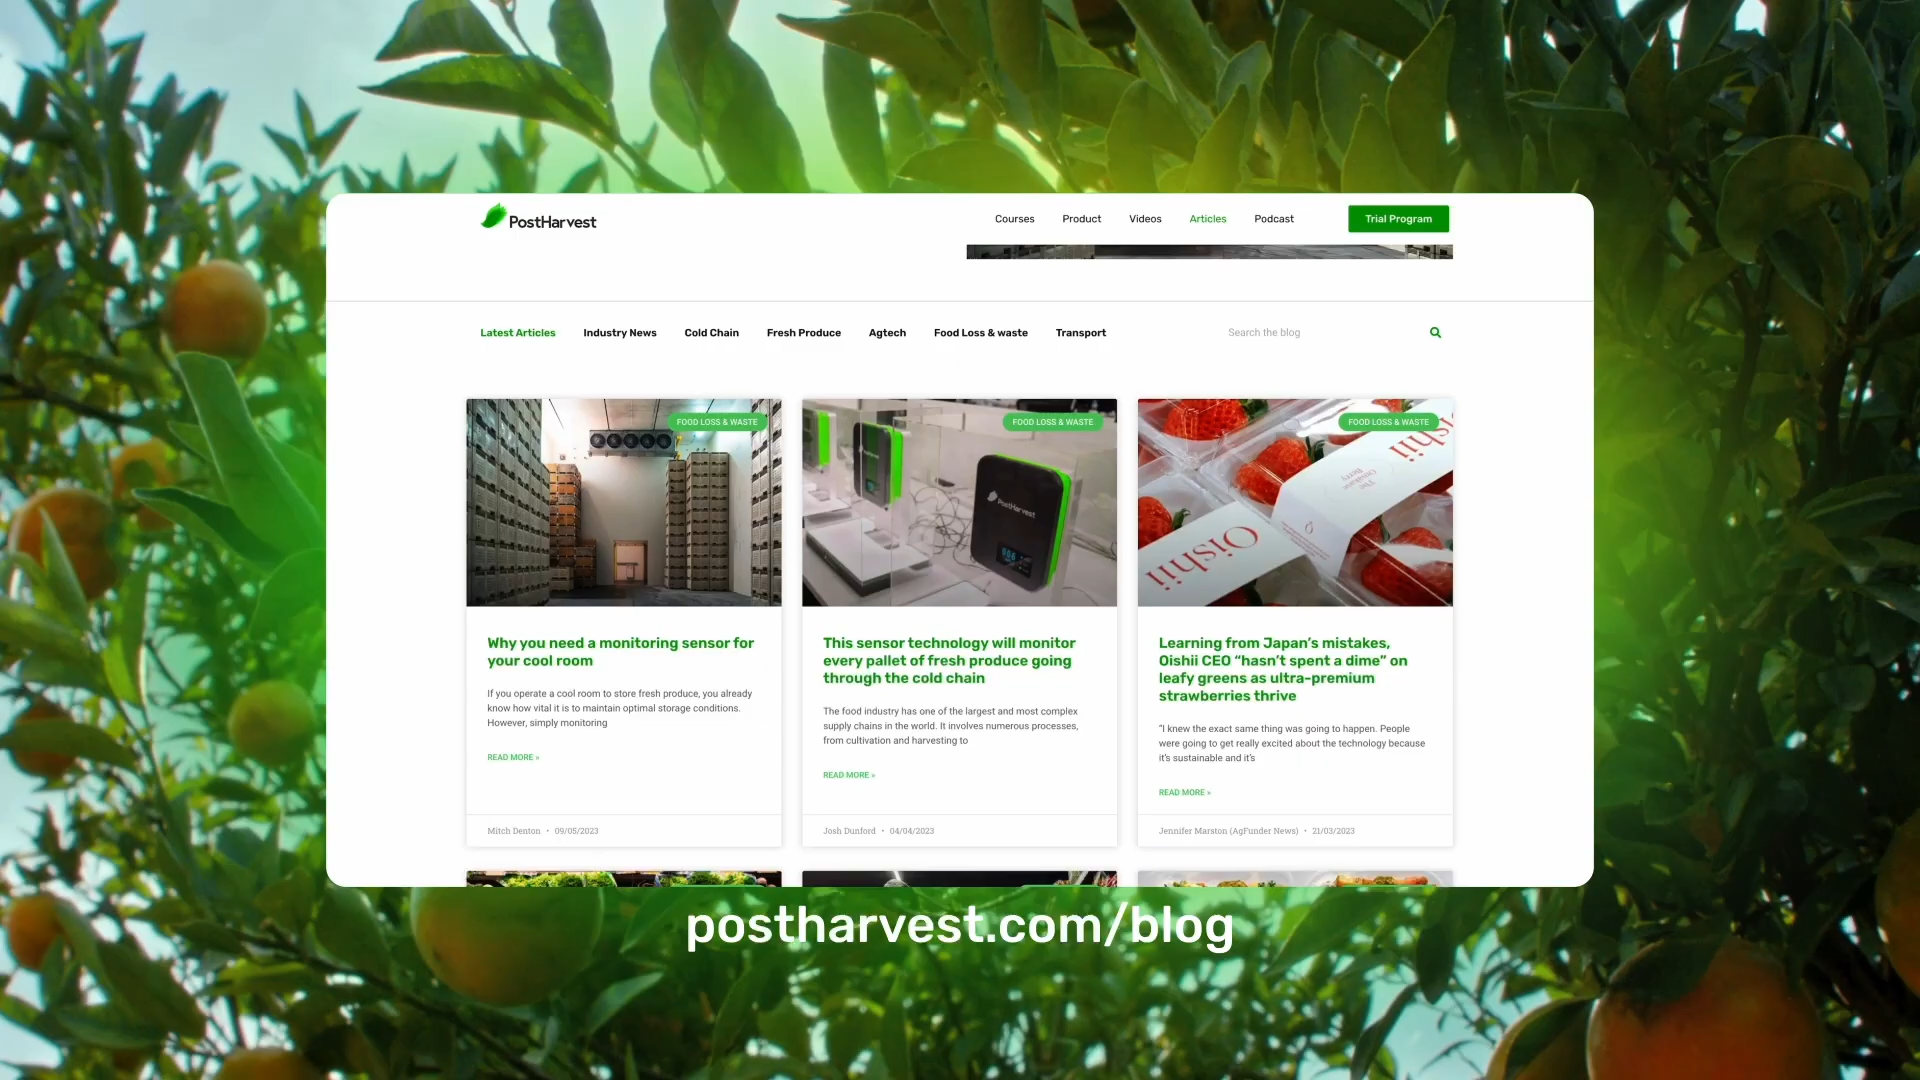 PostHarvest
Courses Product Videos Articles Podcast Trial Program
Latest Articles Industry News Cold Chain Fresh Produce Agtech Food Loss & waste Transport Search the blog
FOOD LOSS & WASTE
FOOD LOSS & WASTE
PostHarvest
FOOD LOSS & WASTE
Oishii
The
Oishii
Berry
Oishii
Why you need a monitoring sensor for
your cool room
If you operate a cool room to store fresh produce, you already
know how vital it is to maintain optimal storage conditions.
However, simply monitoring
READ MORE »
Mitch Denton • 09/05/2023
This sensor technology will monitor
every pallet of fresh produce going
through the cold chain
The food industry has one of the largest and most complex
supply chains in the world. It involves numerous processes,
from cultivation and harvesting to
READ MORE »
Josh Dunford • 04/04/2023
Learning from Japan’s mistakes,
Oishii CEO “hasn’t spent a dime” on
leafy greens as ultra-premium
strawberries thrive
“I knew the exact same thing was going to happen. People
were going to get really excited about the technology because
it’s sustainable and it’s
READ MORE »
Jennifer Marston (AgFunder News) • 21/03/2023
postharvest.com/blog